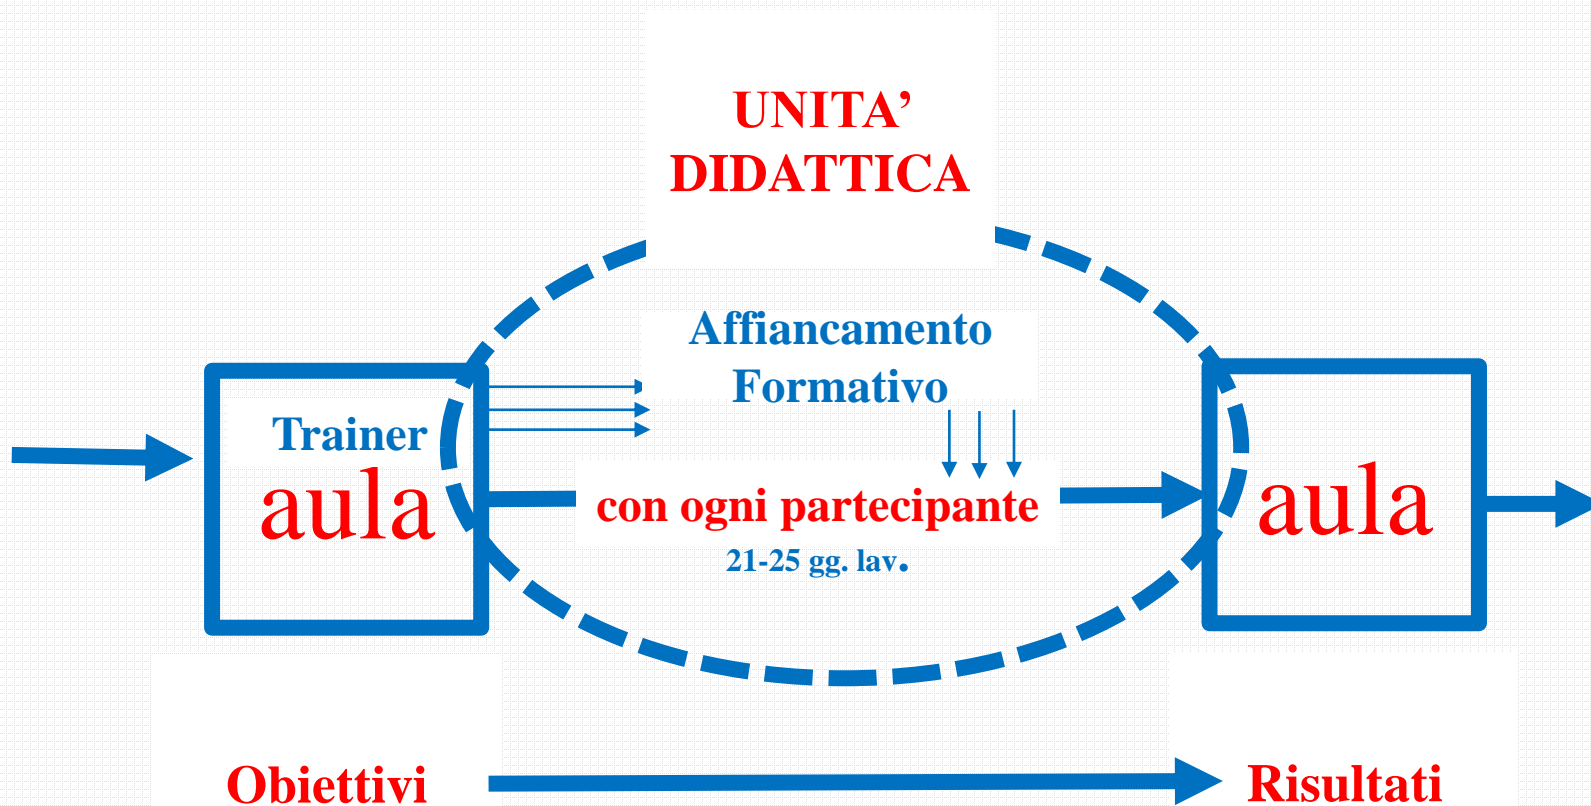 UNITA’
DIDATTICA
Affiancamento
Formativo
Trainer
aula
con ogni partecipante
21-25 gg. lav.
aula
Obiettivi
Risultati